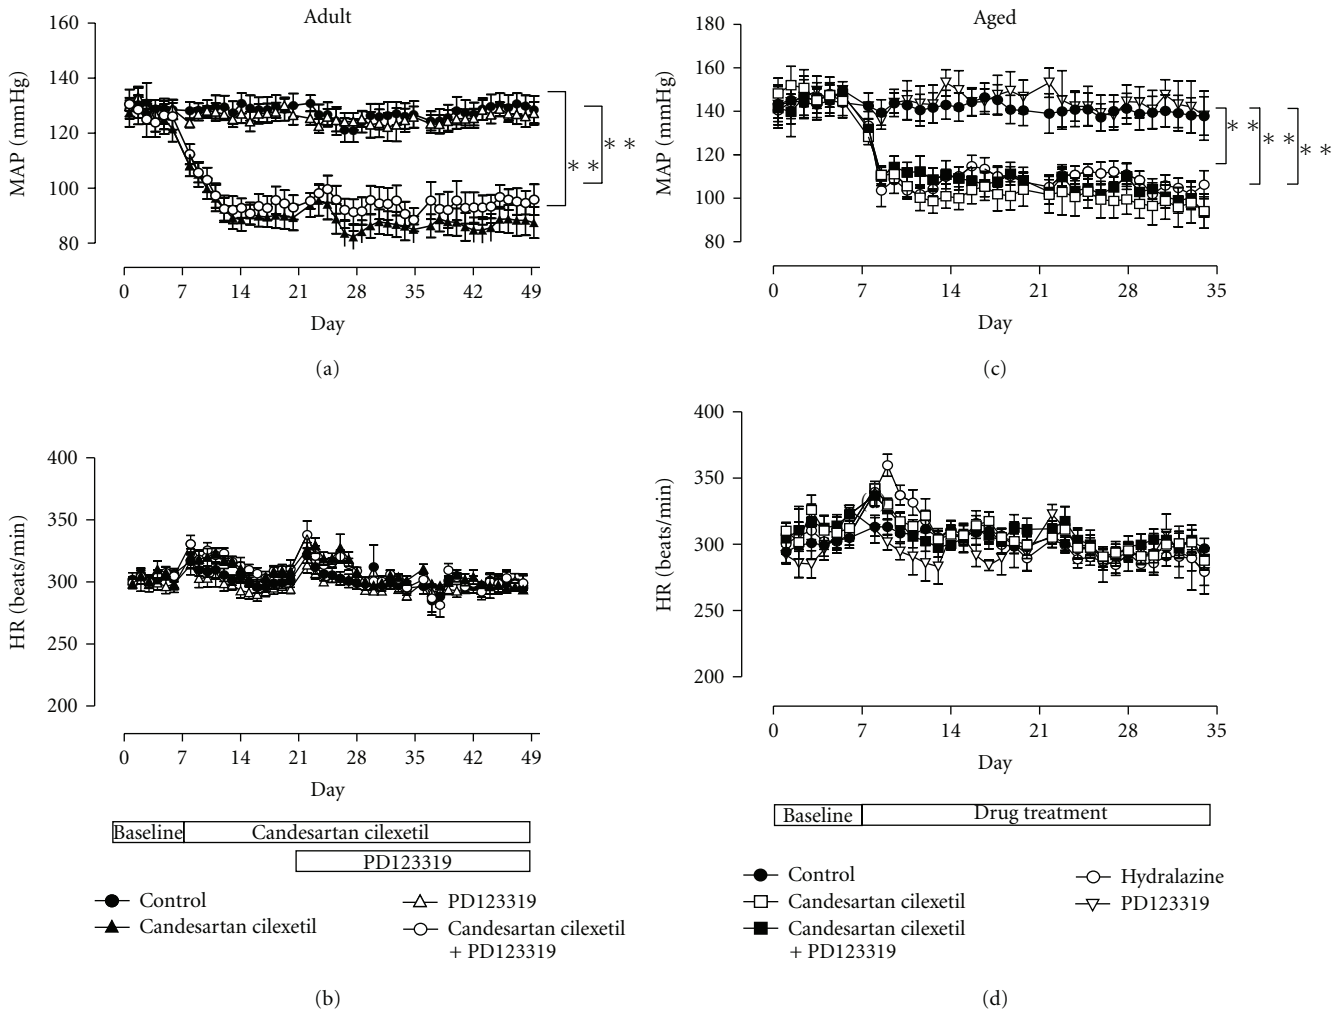 Adult
160
140
120
100
80
MAP (mmHg)
** **
0 7 14 21 28 35 42 49
Day
(a)
Aged
180
160
140
120
100
80
MAP (mmHg)
** ** **
0 7 14 21 28 35
Day
(c)
400
350
300
250
200
HR (beats/min)
0 7 14 21 28 35 42 49
Day
Baseline Candesartan cilexetil
PD123319
Control
Candesartan cilexetil
PD123319
Candesartan cilexetil
+ PD123319
(b)
400
350
300
250
200
HR (beats/min)
0 7 14 21 28 35
Day
Baseline Drug treatment
Control
Candesartan cilexetil
Candesartan cilexetil
+ PD123319
Hydralazine
PD123319
(d)